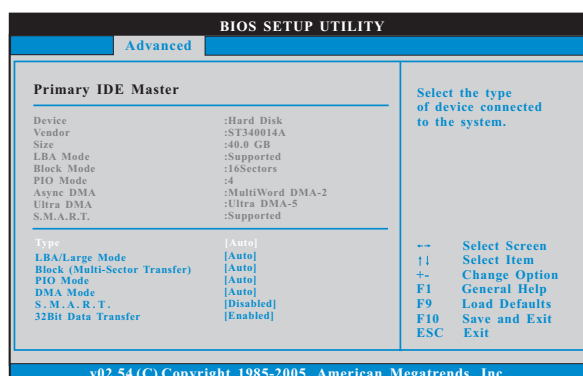 BIOS SETUP UTILITY
Advanced
Primary IDE Master
Device :Hard Disk
Vendor :ST340014A
Size :40.0 GB
LBA Mode :Supported
Block Mode :16Sectors
PIO Mode :4
Async DMA :MultiWord DMA-2
Ultra DMA :Ultra DMA-5
S.M.A.R.T. :Supported
Type [Auto]
LBA/Large Mode [Auto]
Block (Multi-Sector Transfer) [Auto]
PIO Mode [Auto]
DMA Mode [Auto]
S.M.A.R.T. [Disabled]
32Bit Data Transfer [Enabled]
Select the type
of device connected
to the system.
←→ Select Screen
↑↓ Select Item
+- Change Option
F1 General Help
F9 Load Defaults
F10 Save and Exit
ESC Exit
v02.54 (C) Copyright 1985-2005, American Megatrends, Inc.